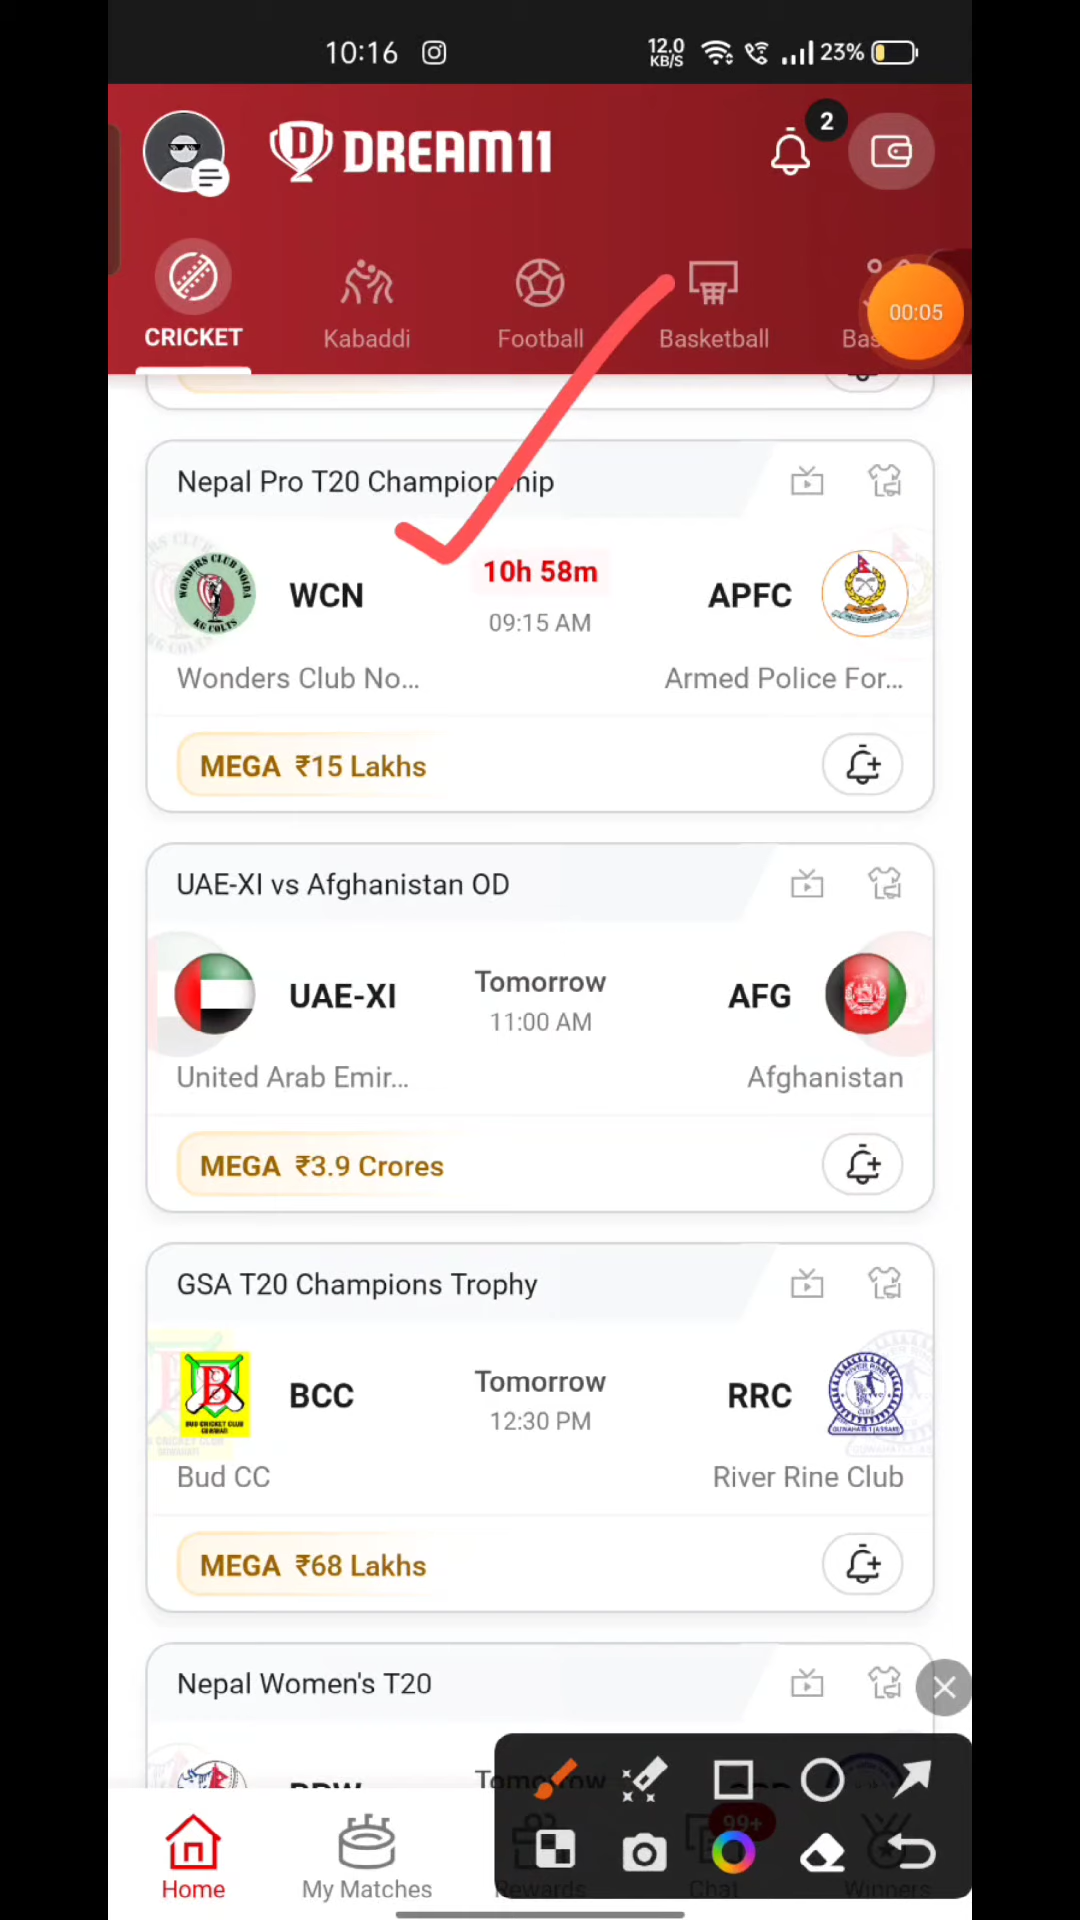 10:16
12.0 KB/S
23%
DREAM11
2
CRICKET
Kabaddi
Football
Basketball
Bas
00:05
Nepal Pro T20 Championship
WCN
10h 58m
09:15 AM
APFC
Wonders Club No...
Armed Police For...
MEGA ₹15 Lakhs
UAE-XI vs Afghanistan OD
UAE-XI
Tomorrow
11:00 AM
AFG
United Arab Emir...
Afghanistan
MEGA ₹3.9 Crores
GSA T20 Champions Trophy
BCC
Tomorrow
12:30 PM
RRC
Bud CC
River Rine Club
MEGA ₹68 Lakhs
Nepal Women's T20
Tomorrow
99+
Home
My Matches
Rewards
Chat
Winners